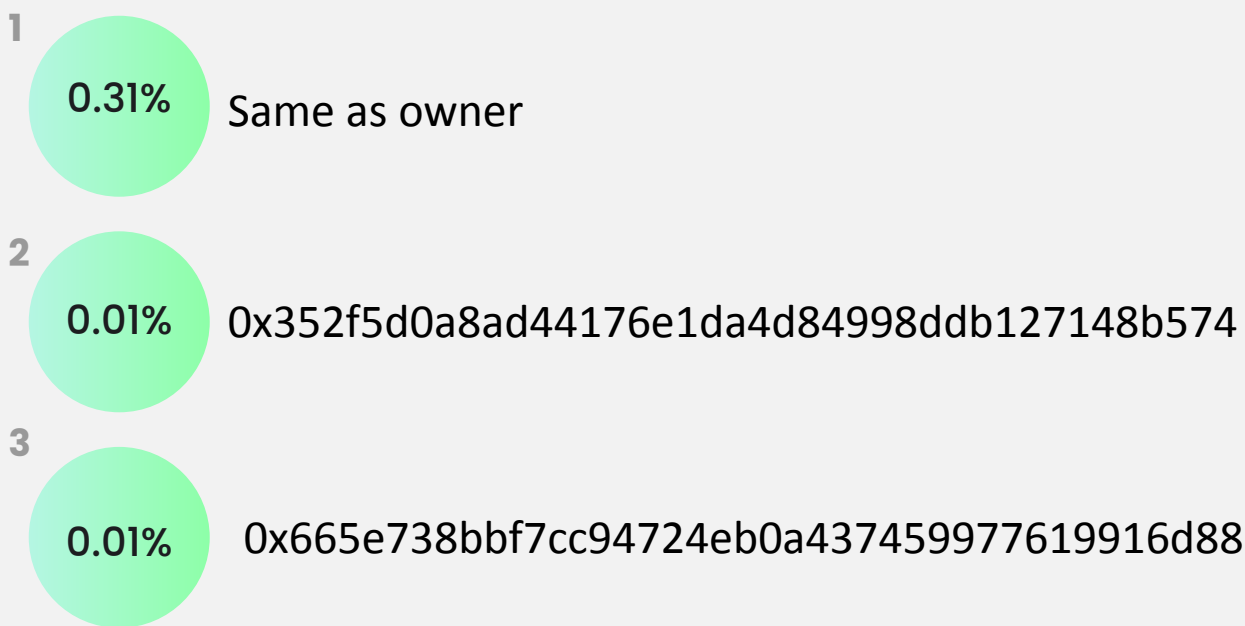 1
0.31%
Same as owner
2
0.01%
0x352f5d0a8ad44176e1da4d84998ddb127148b574
3
0.01%
0x665e738bbf7cc94724eb0a437459977619916d88